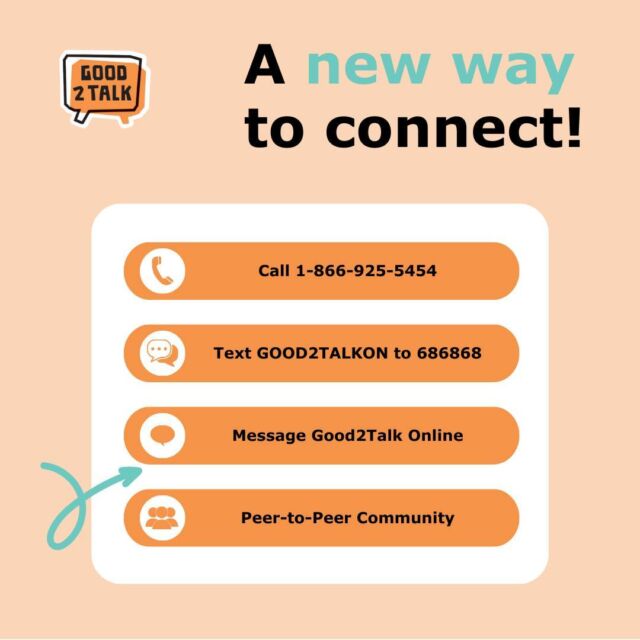 GOOD
2 TALK
A new way
to connect!
Call 1-866-925-5454
Text GOOD2TALKON to 686868
Message Good2Talk Online
Peer-to-Peer Community